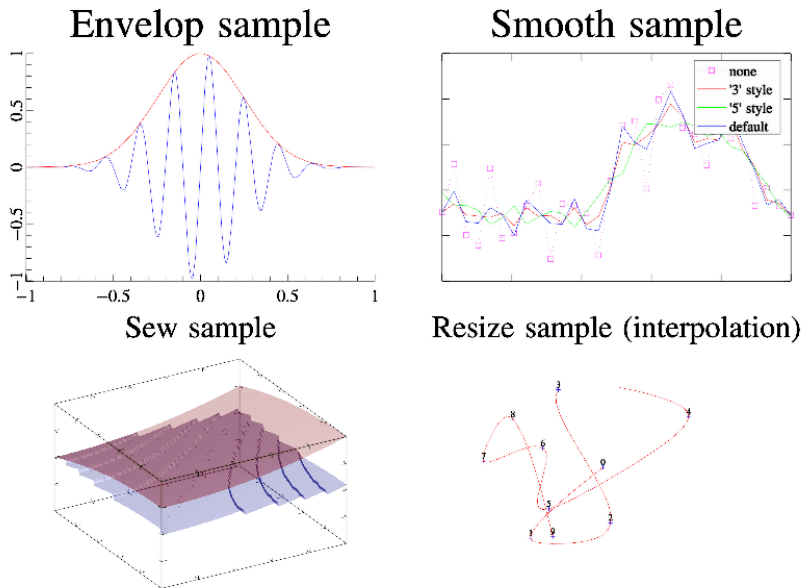 Envelop sample
Smooth sample
1
0.5
0
−0.5
−1
−1
−0.5
0
0.5
1
none
'3' style
'5' style
default
Sew sample
Resize sample (interpolation)
3
8
4
6
7
0
5
2
1
9